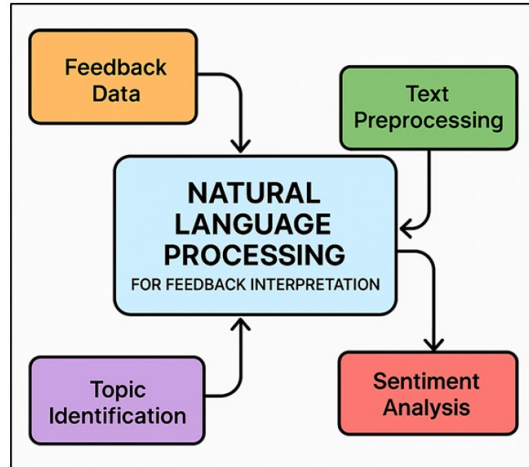 Feedback
Data
Text
Preprocessing
NATURAL
LANGUAGE
PROCESSING
FOR FEEDBACK INTERPRETATION
Topic
Identification
Sentiment
Analysis